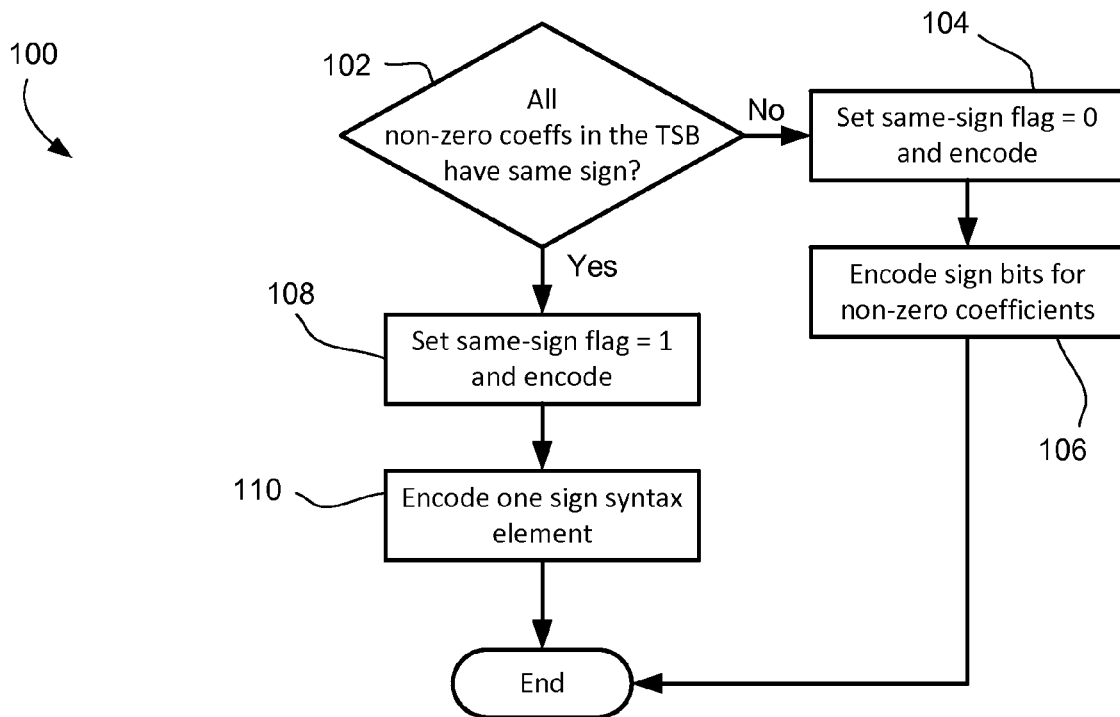 100
102
All
non-zero coeffs in the TSB
have same sign?
No
104
Set same-sign flag = 0
and encode
Yes
Encode sign bits for
non-zero coefficients
106
108
Set same-sign flag = 1
and encode
110
Encode one sign syntax
element
End